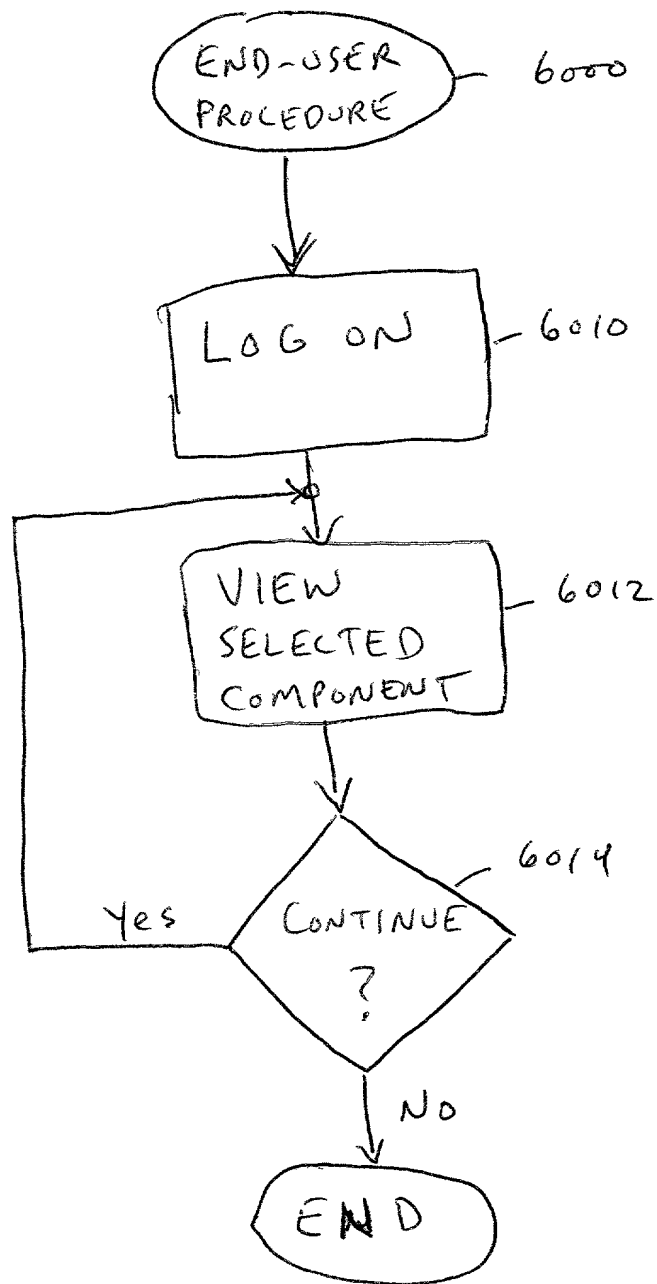 END-USER
PROCEDURE
6000
LOG ON
6010
VIEW
SELECTED
COMPONENT
6012
6014
Yes
CONTINUE
?
NO
END